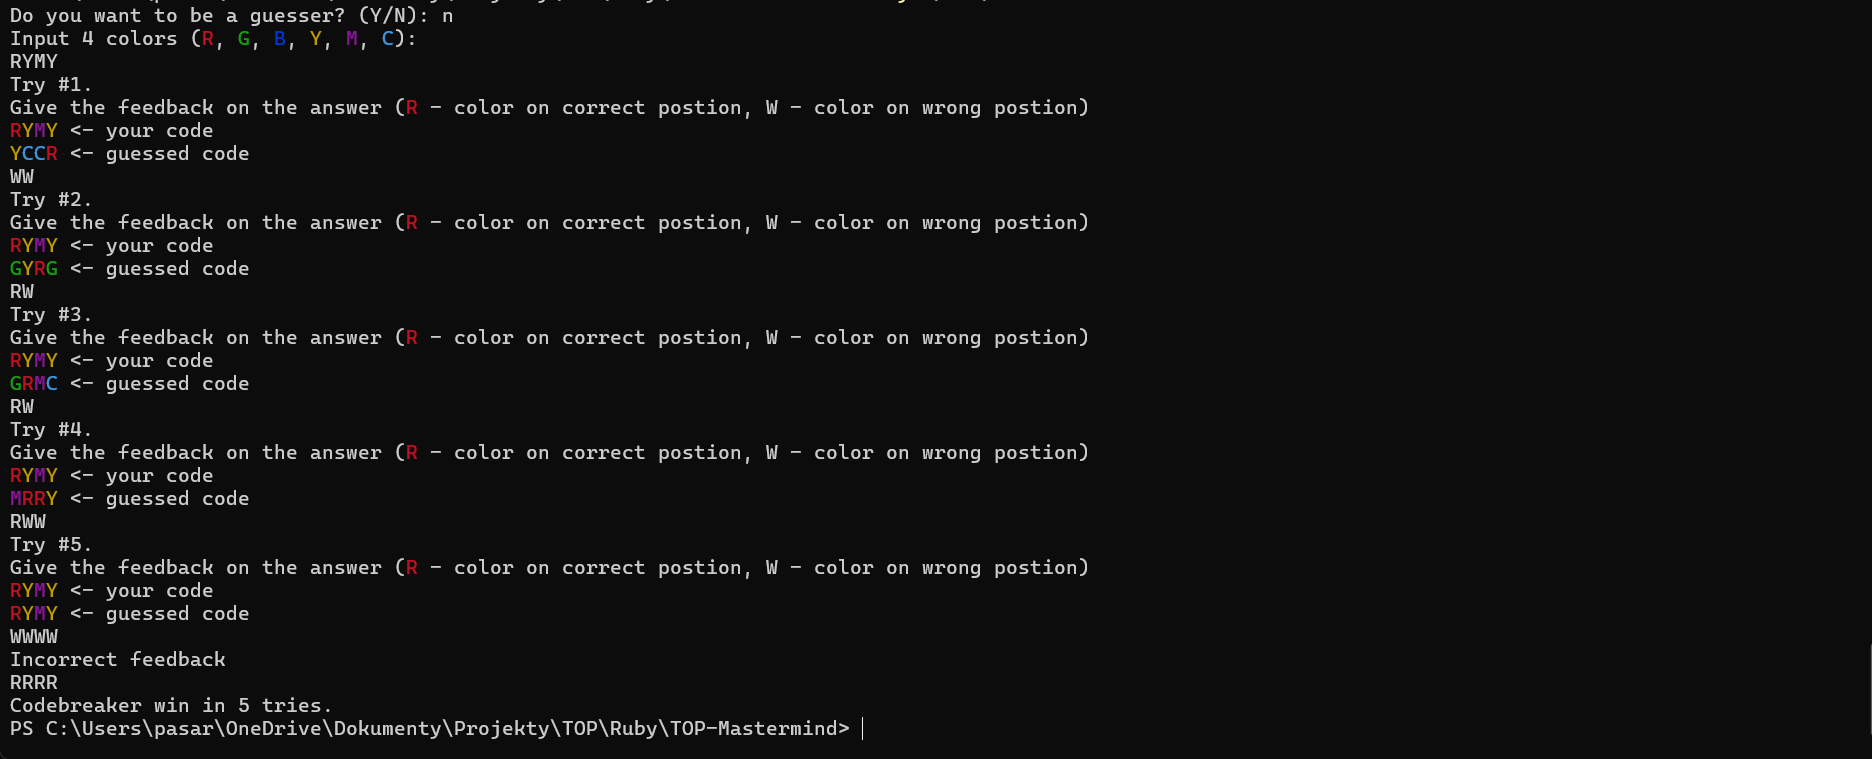 Do you want to be a guesser? (Y/N): n
Input 4 colors (R, G, B, Y, M, C):
RYMY
Try #1.
Give the feedback on the answer (R - color on correct postion, W - color on wrong postion)
RYMY <- your code
YCCR <- guessed code
WW
Try #2.
Give the feedback on the answer (R - color on correct postion, W - color on wrong postion)
RYMY <- your code
GYRG <- guessed code
RW
Try #3.
Give the feedback on the answer (R - color on correct postion, W - color on wrong postion)
RYMY <- your code
GRMC <- guessed code
RW
Try #4.
Give the feedback on the answer (R - color on correct postion, W - color on wrong postion)
RYMY <- your code
MRRY <- guessed code
RWW
Try #5.
Give the feedback on the answer (R - color on correct postion, W - color on wrong postion)
RYMY <- your code
RYMY <- guessed code
WWWW
Incorrect feedback
RRRR
Codebreaker win in 5 tries.
PS C:\Users\pasar\OneDrive\Dokumenty\Projekty\TOP\Ruby\TOP-Mastermind>